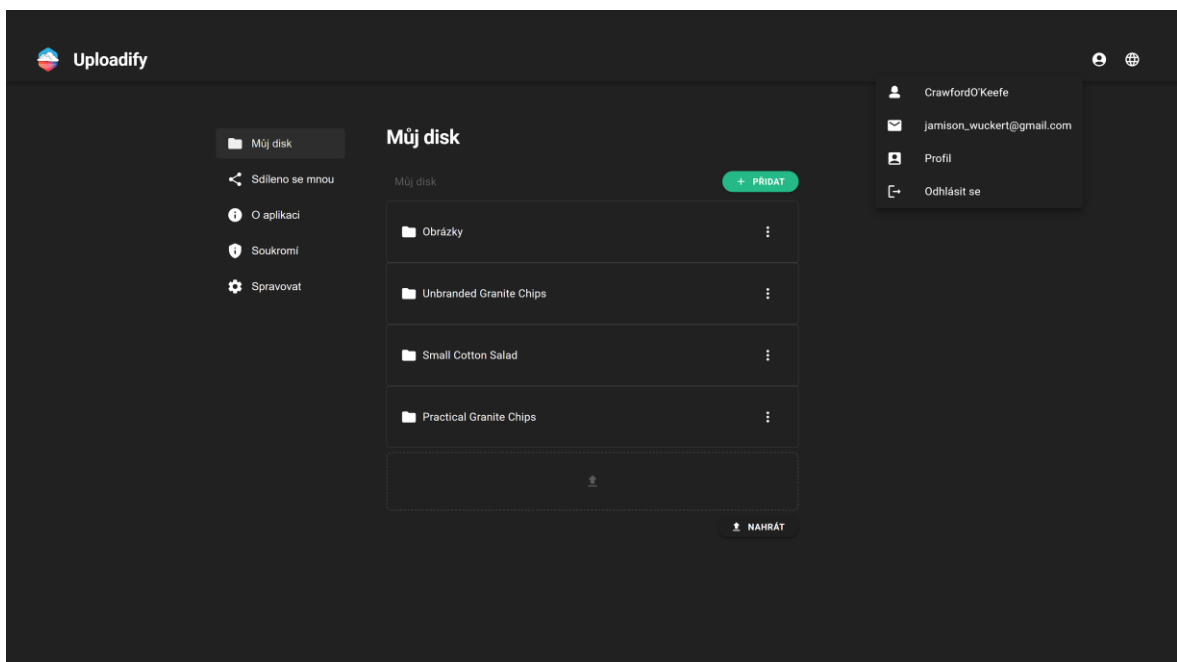 Uploadify
CrawfordO'Keefe
jamison_wuckert@gmail.com
Profil
Odhlásit se
Můj disk
Sdíleno se mnou
O aplikaci
Soukromí
Spravovat
Můj disk
Můj disk
+ PŘIDAT
Obrázky
Unbranded Granite Chips
Small Cotton Salad
Practical Granite Chips
NAHRÁT